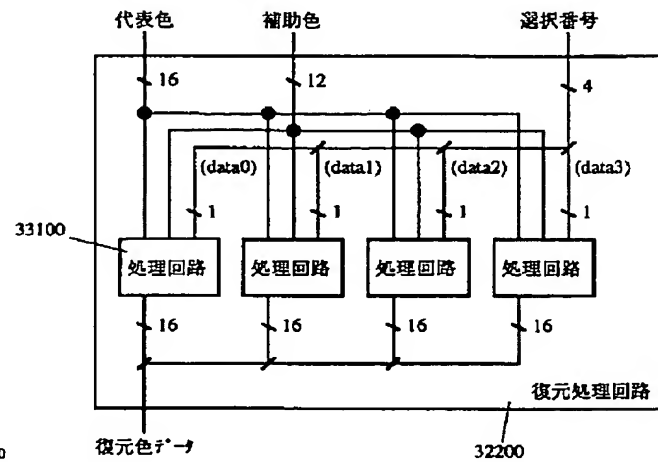 代表色 補助色 選択番号
16 12 4
(data0) (data1) (data2) (data3)
1 1 1 1
33100
処理回路 処理回路 処理回路 処理回路
16 16 16 16
復元処理回路
復元色データ 32200